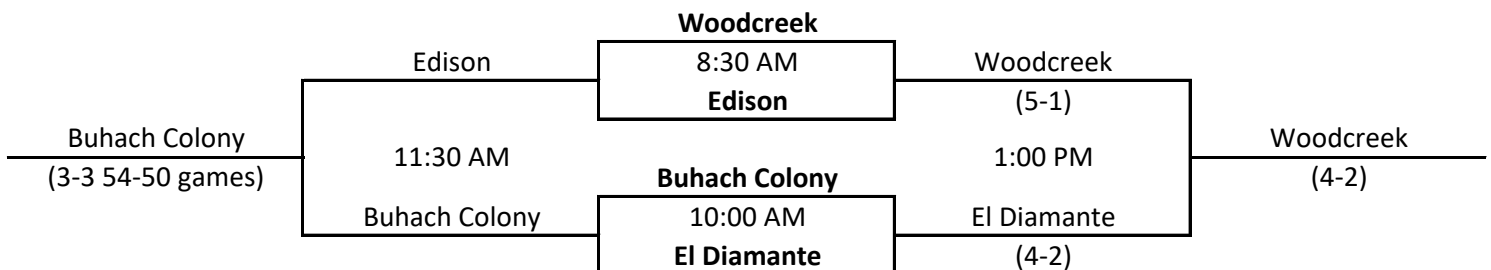 Woodcreek
Edison 8:30 AM Woodcreek
Edison (5-1)
Buhach Colony 11:30 AM 1:00 PM Woodcreek
(3-3 54-50 games) Buhach Colony (4-2)
Buhach Colony 10:00 AM El Diamante
El Diamante (4-2)